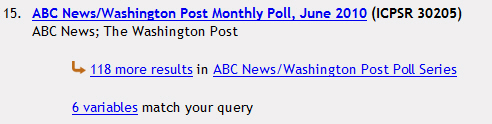 15. ABC News/Washington Post Monthly Poll, June 2010 (ICPSR 30205)
ABC News; The Washington Post
118 more results in ABC News/Washington Post Poll Series
6 variables match your query